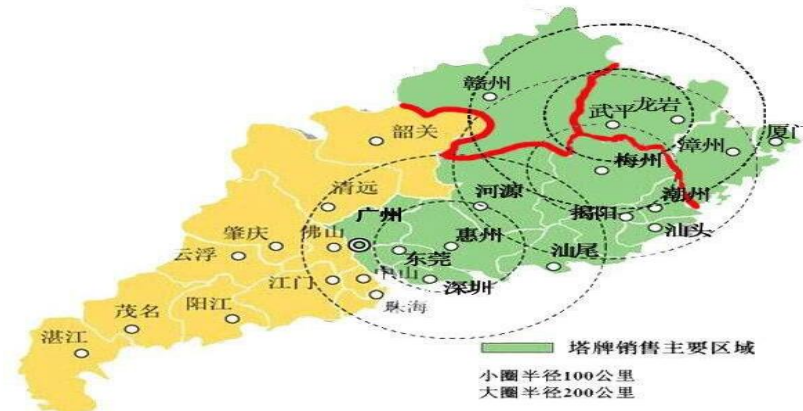 赣州
武平
龙岩
厦门
韶关
漳州
梅州
清远
河源
潮州
揭阳
广州
汕头
肇庆
佛山
惠州
云浮
东莞
汕尾
江门
中山
深圳
阳江
珠海
茂名
湛江
塔牌销售主要区域
小圈半径100公里
大圈半径200公里